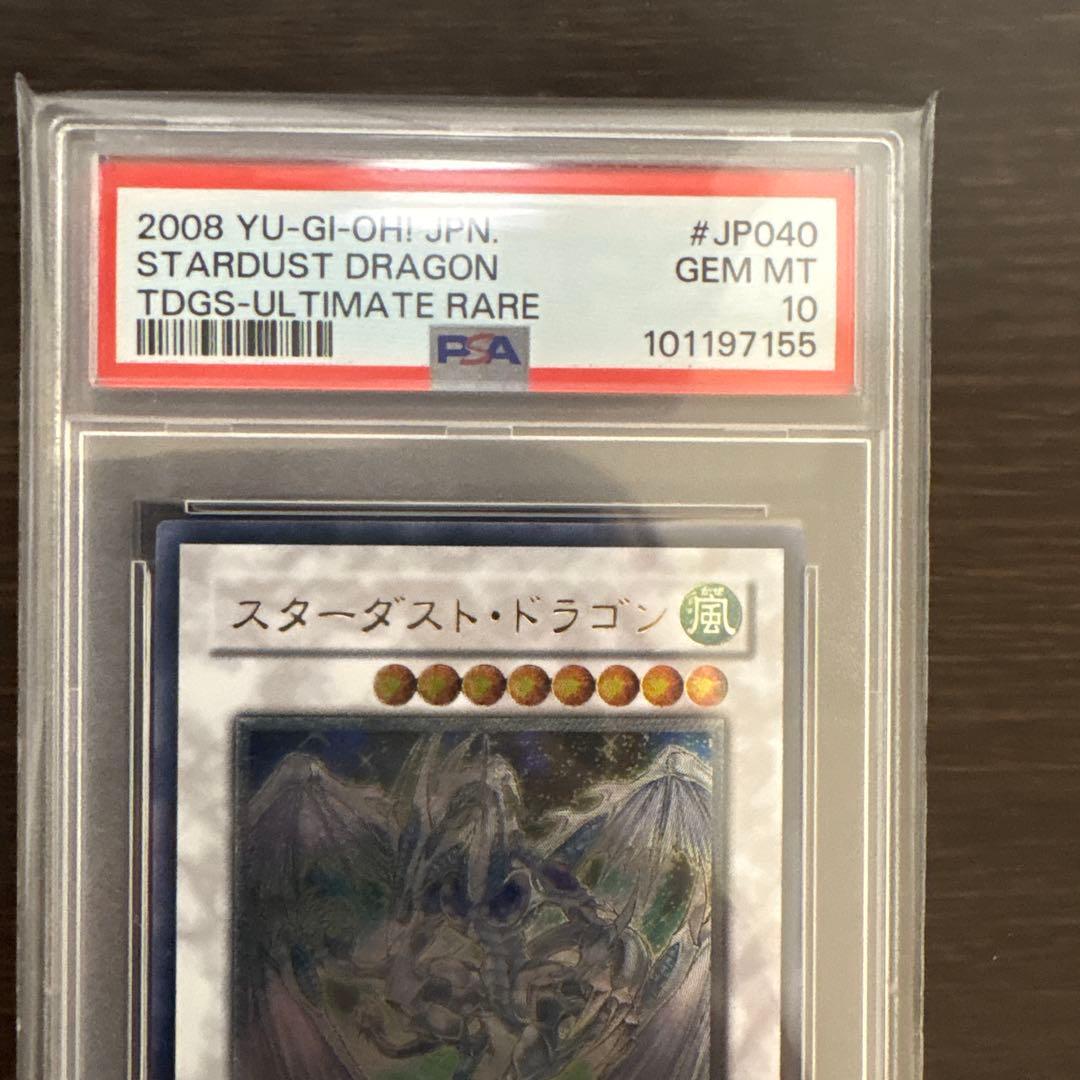 2008 YU-GI-OH! JPN. #JP040
STARDUST DRAGON GEM MT
TDGS-ULTIMATE RARE 10
PSA 101197155
スターダスト・ドラゴン 風